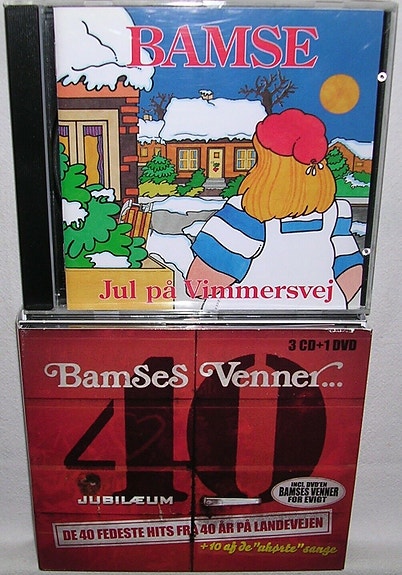 BAMSE
Jul på Vimmersvej
3 CD+1 DVD
BAMSES VENNER...
40
JUBILÆUM
INCL. DVD'EN
BAMSES VENNER
FOR EVIGT
DE 40 FEDESTE HITS FRA 40 ÅR PÅ LANDEVEJEN
+10 af de "uhørte" sange